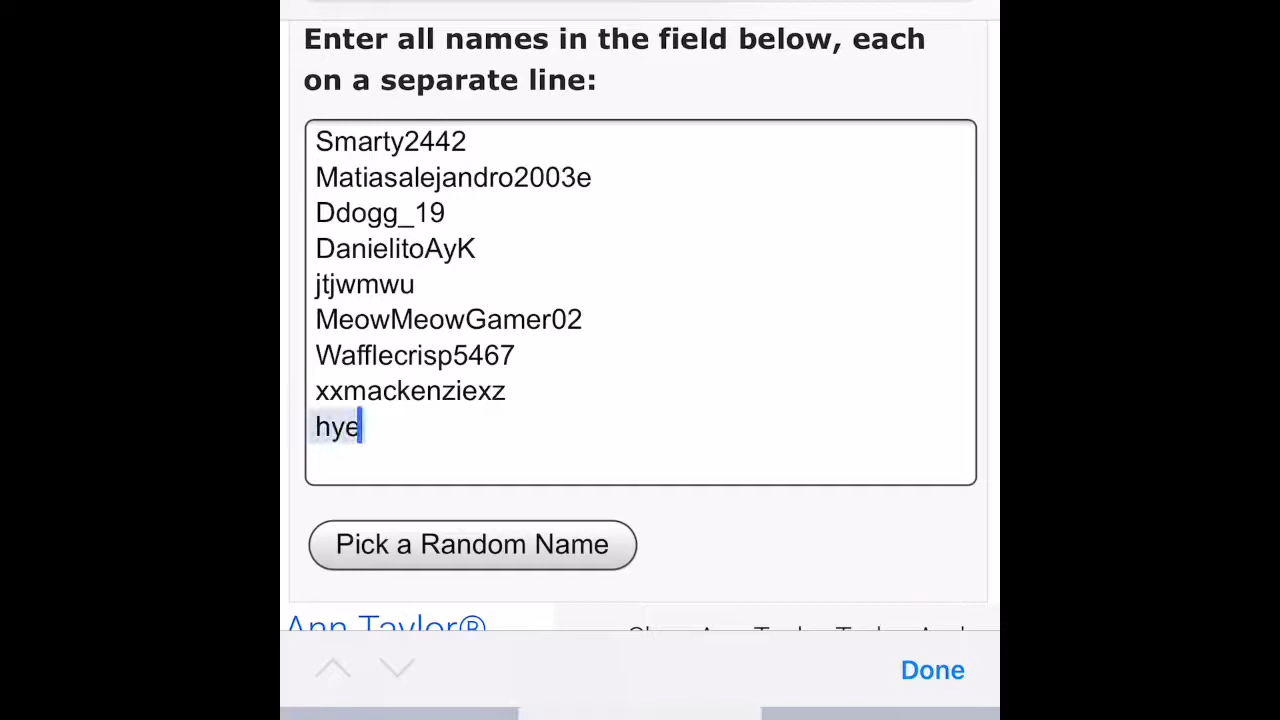 Enter all names in the field below, each
on a separate line:
Smarty2442
Matiasalejandro2003e
Ddogg_19
DanielitoAyK
jtjwmwu
MeowMeowGamer02
Wafflecrisp5467
xxmackenziexz
hye
Pick a Random Name
Ann Taylor®
Done